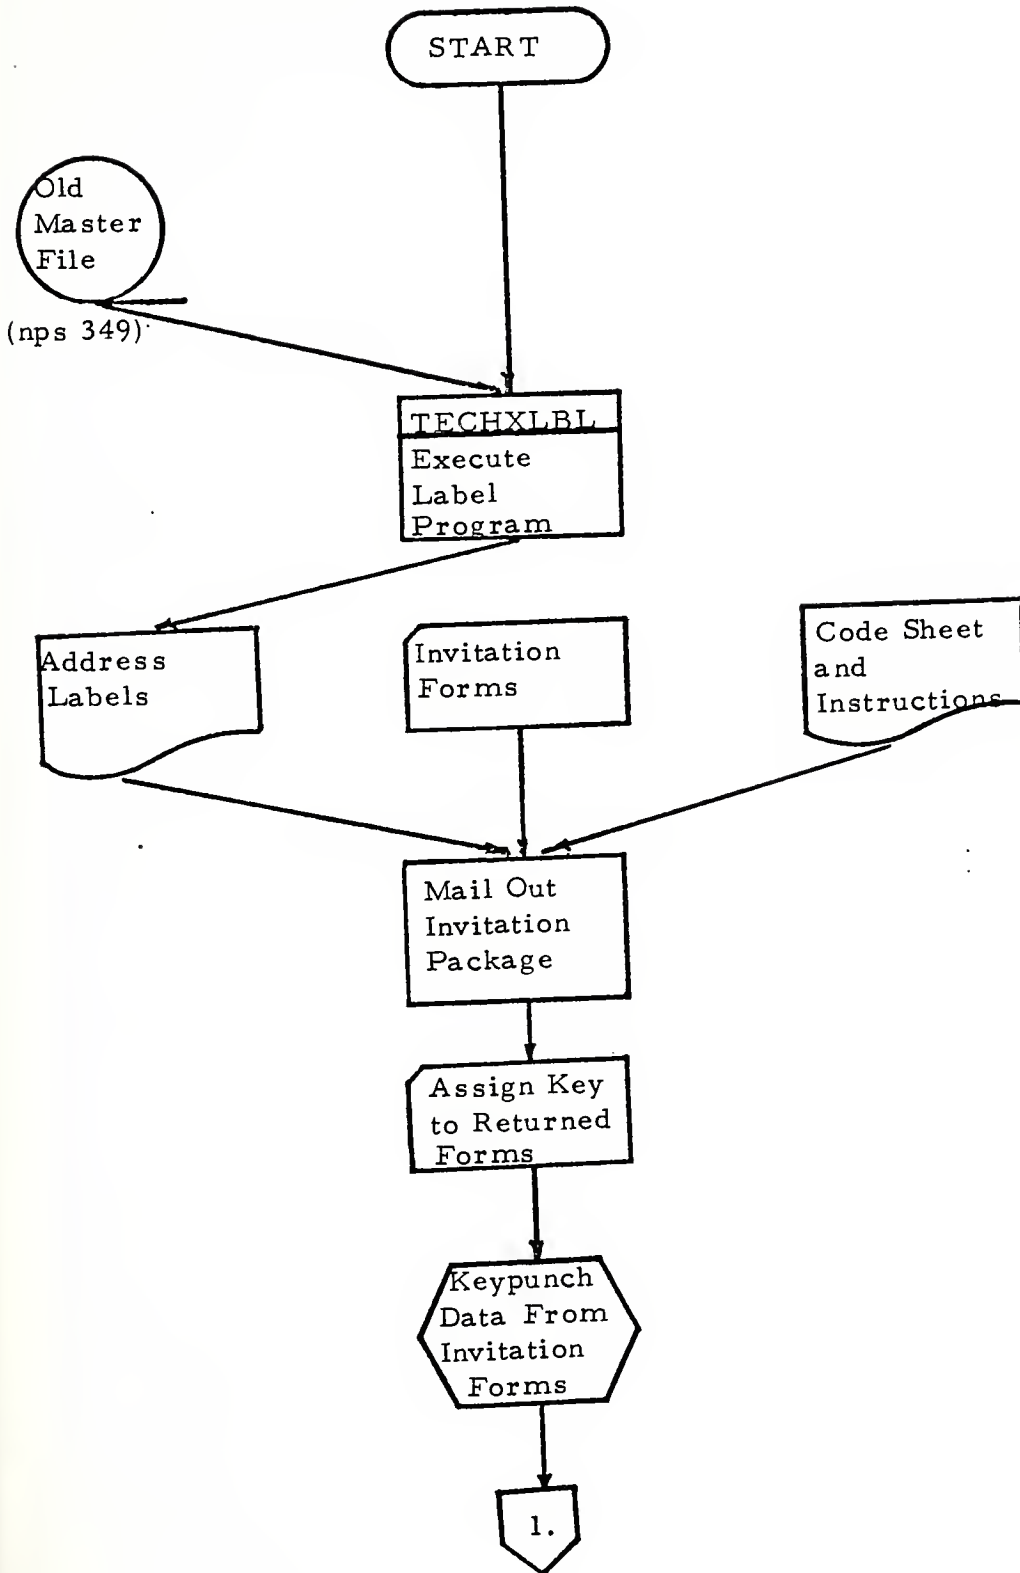 START
Old
Master
File
(nps 349)
TECHXLBL
Execute
Label
Program
Address
Labels
Invitation
Forms
Code Sheet
and
Instructions
Mail Out
Invitation
Package
Assign Key
to Returned
Forms
Keypunch
Data From
Invitation
Forms
1.